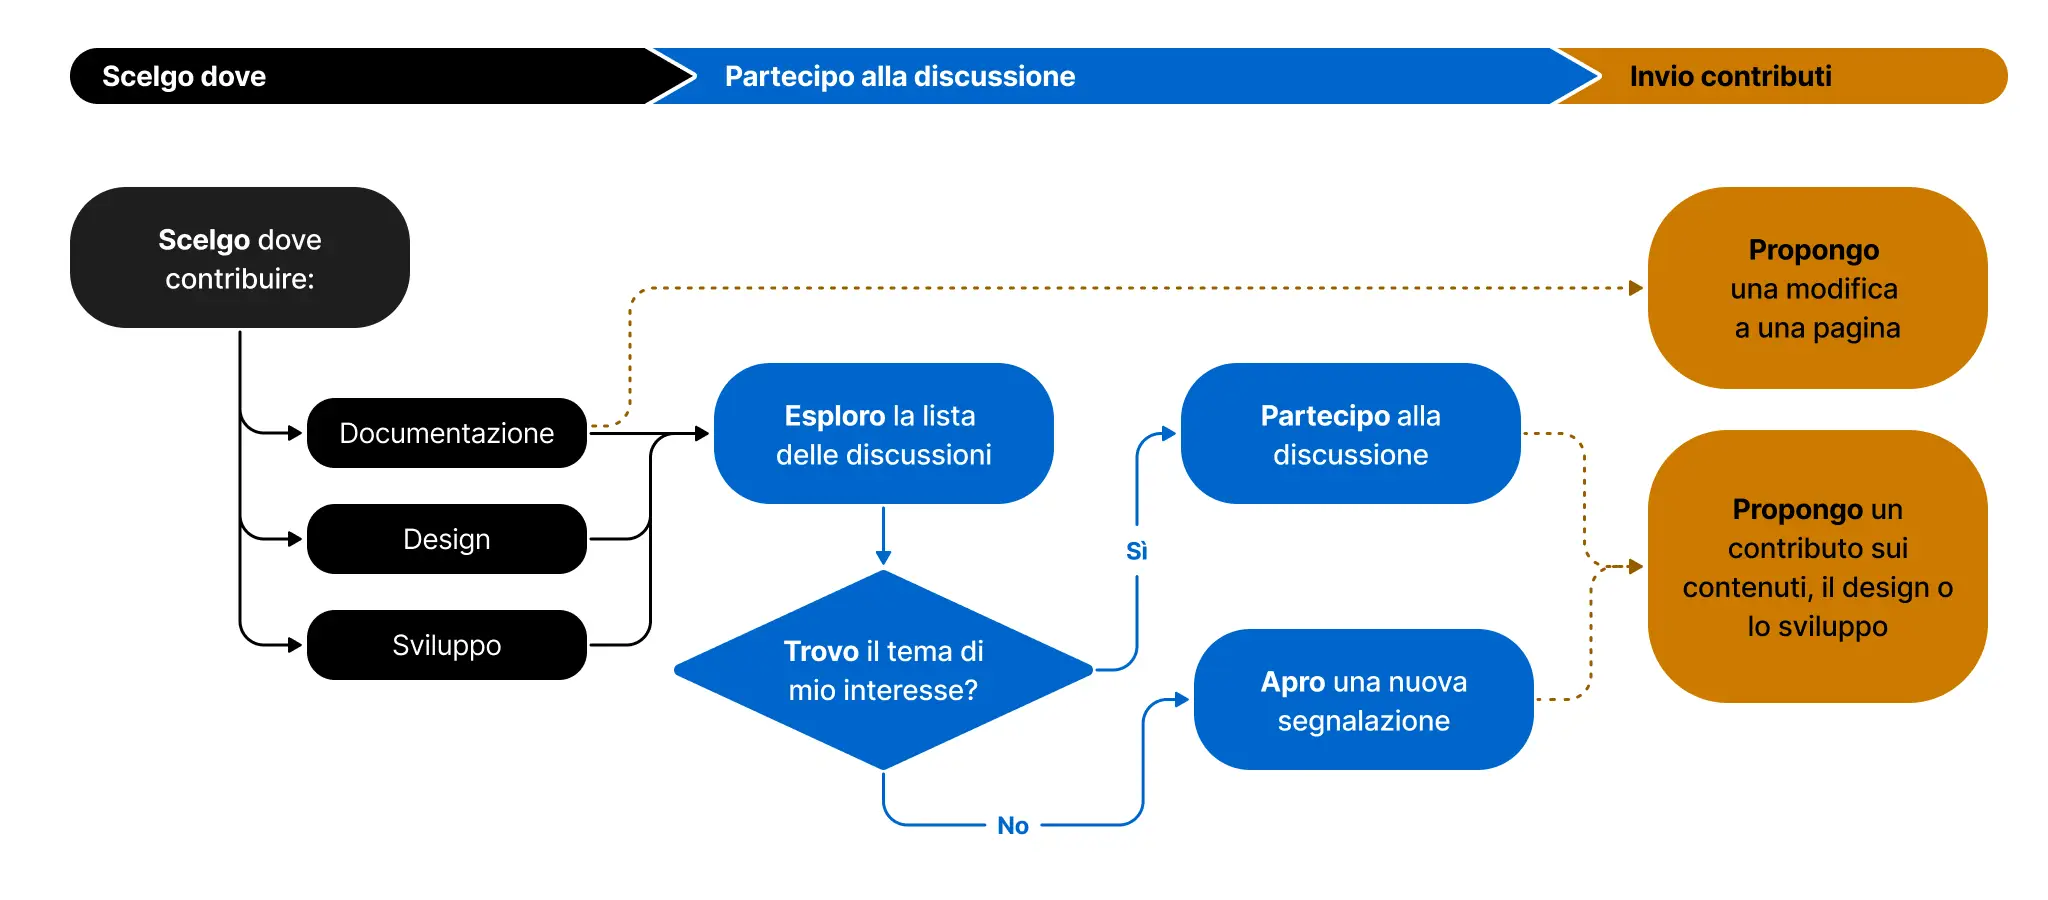 Scelgo dove
Partecipo alla discussione
Invio contributi
Scelgo dove
contribuire:
Documentazione
Design
Sviluppo
Esploro la lista
delle discussioni
Trovo il tema di
mio interesse?
Sì
No
Partecipo alla
discussione
Apro una nuova
segnalazione
Propongo
una modifica
a una pagina
Propongo un
contributo sui
contenuti, il design o
lo sviluppo